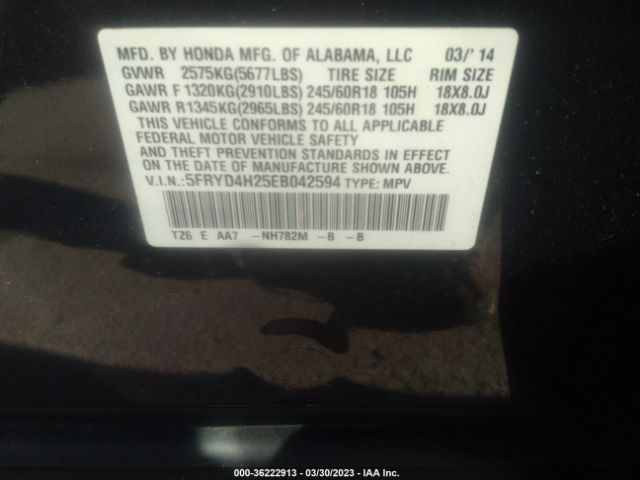 MFD. BY HONDA MFG. OF ALABAMA, LLC 03/'14
GVWR 2575KG(5677LBS) TIRE SIZE RIM SIZE
GAWR F 1320KG(2910LBS) 245/60R18 105H 18X8.0J
GAWR R 1345KG(2965LBS) 245/60R18 105H 18X8.0J
THIS VEHICLE CONFORMS TO ALL APPLICABLE
FEDERAL MOTOR VEHICLE SAFETY
AND THEFT PREVENTION STANDARDS IN EFFECT
ON THE DATE OF MANUFACTURE SHOWN ABOVE.
V.I.N.:5FRYD4H25EB042594 TYPE: MPV
TZ6 E AA7 -NH782M -B -B
000-36222913 - 03/30/2023 - IAA Inc.